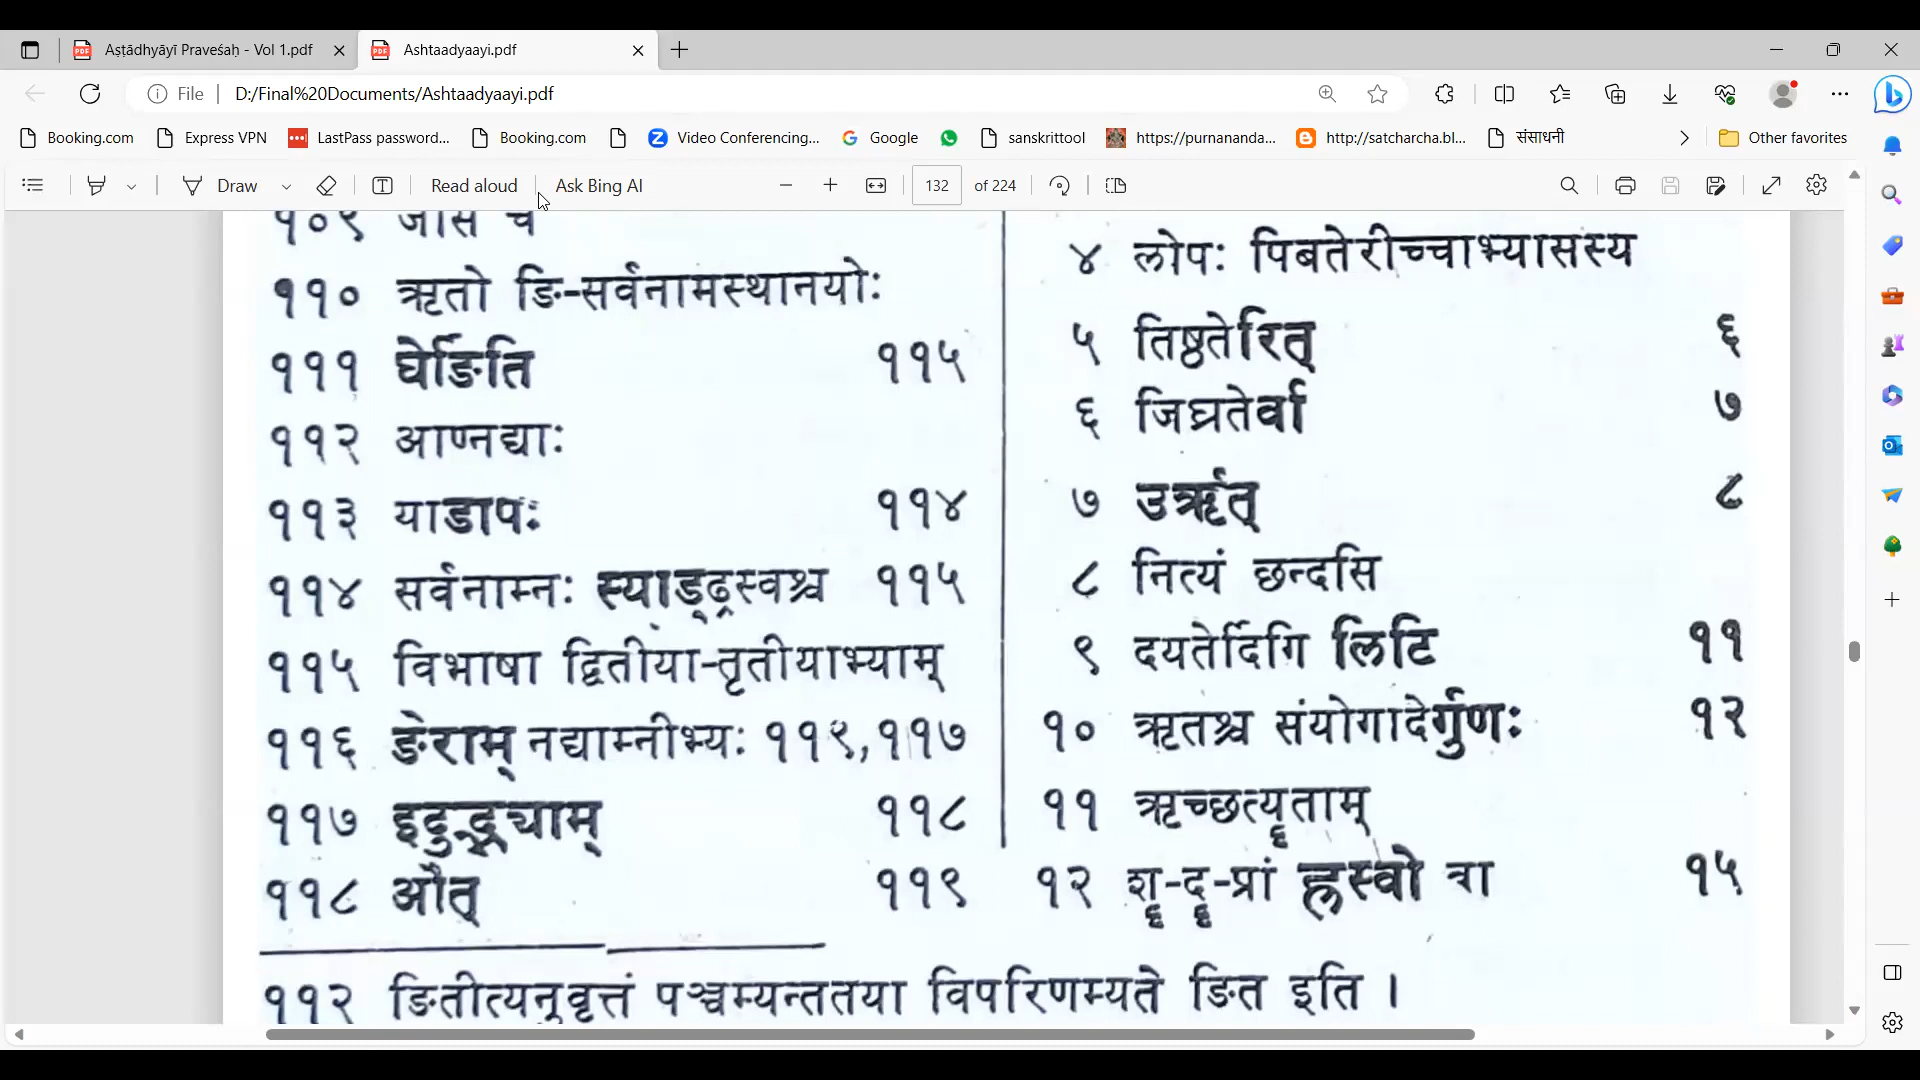 Aṣṭādhyāyī Praveśaḥ - Vol 1.pdf
Ashtaadyaayi.pdf
File
D:/Final%20Documents/Ashtaadyaayi.pdf
Booking.com
Express VPN
LastPass password...
Booking.com
Video Conferencing...
Google
sanskrittool
https://purnananda...
http://satcharcha.bl...
संसाधनी
Other favorites
Draw
Read aloud
Ask Bing AI
132 of 224
१०९ जसि च
११० ऋतो ङि-सर्वनामस्थानयोः
१११ घेर्ङिति ११५
११२ आण्नद्याः
११३ याडापः ११४
११४ सर्वनाम्नः स्याड्ढ्रस्वश्च ११५
११५ विभाषा द्वितीया-तृतीयाभ्याम्
११६ ङेराम् नद्याम्नीभ्यः ११९, ११७
११७ इदुद्भ्याम् ११८
११८ औत् ११९
४ लोपः पिबतेरीच्चाभ्यासस्य
५ तिष्ठतेरित् ६
६ जिघ्रतेर्वा ७
७ उर्ऋत् ८
८ नित्यं छन्दसि
९ दयतेर्दिगि लिटि ११
१० ऋतश्च संयोगादेर्गुणः १२
११ ऋच्छत्यॄताम्
१२ शॄ-दॄ-प्रां ह्रस्वो वा १५
११२ ङितीत्यनुवृत्तं पञ्चम्यन्ततया विपरिणम्यते ङित इति ।